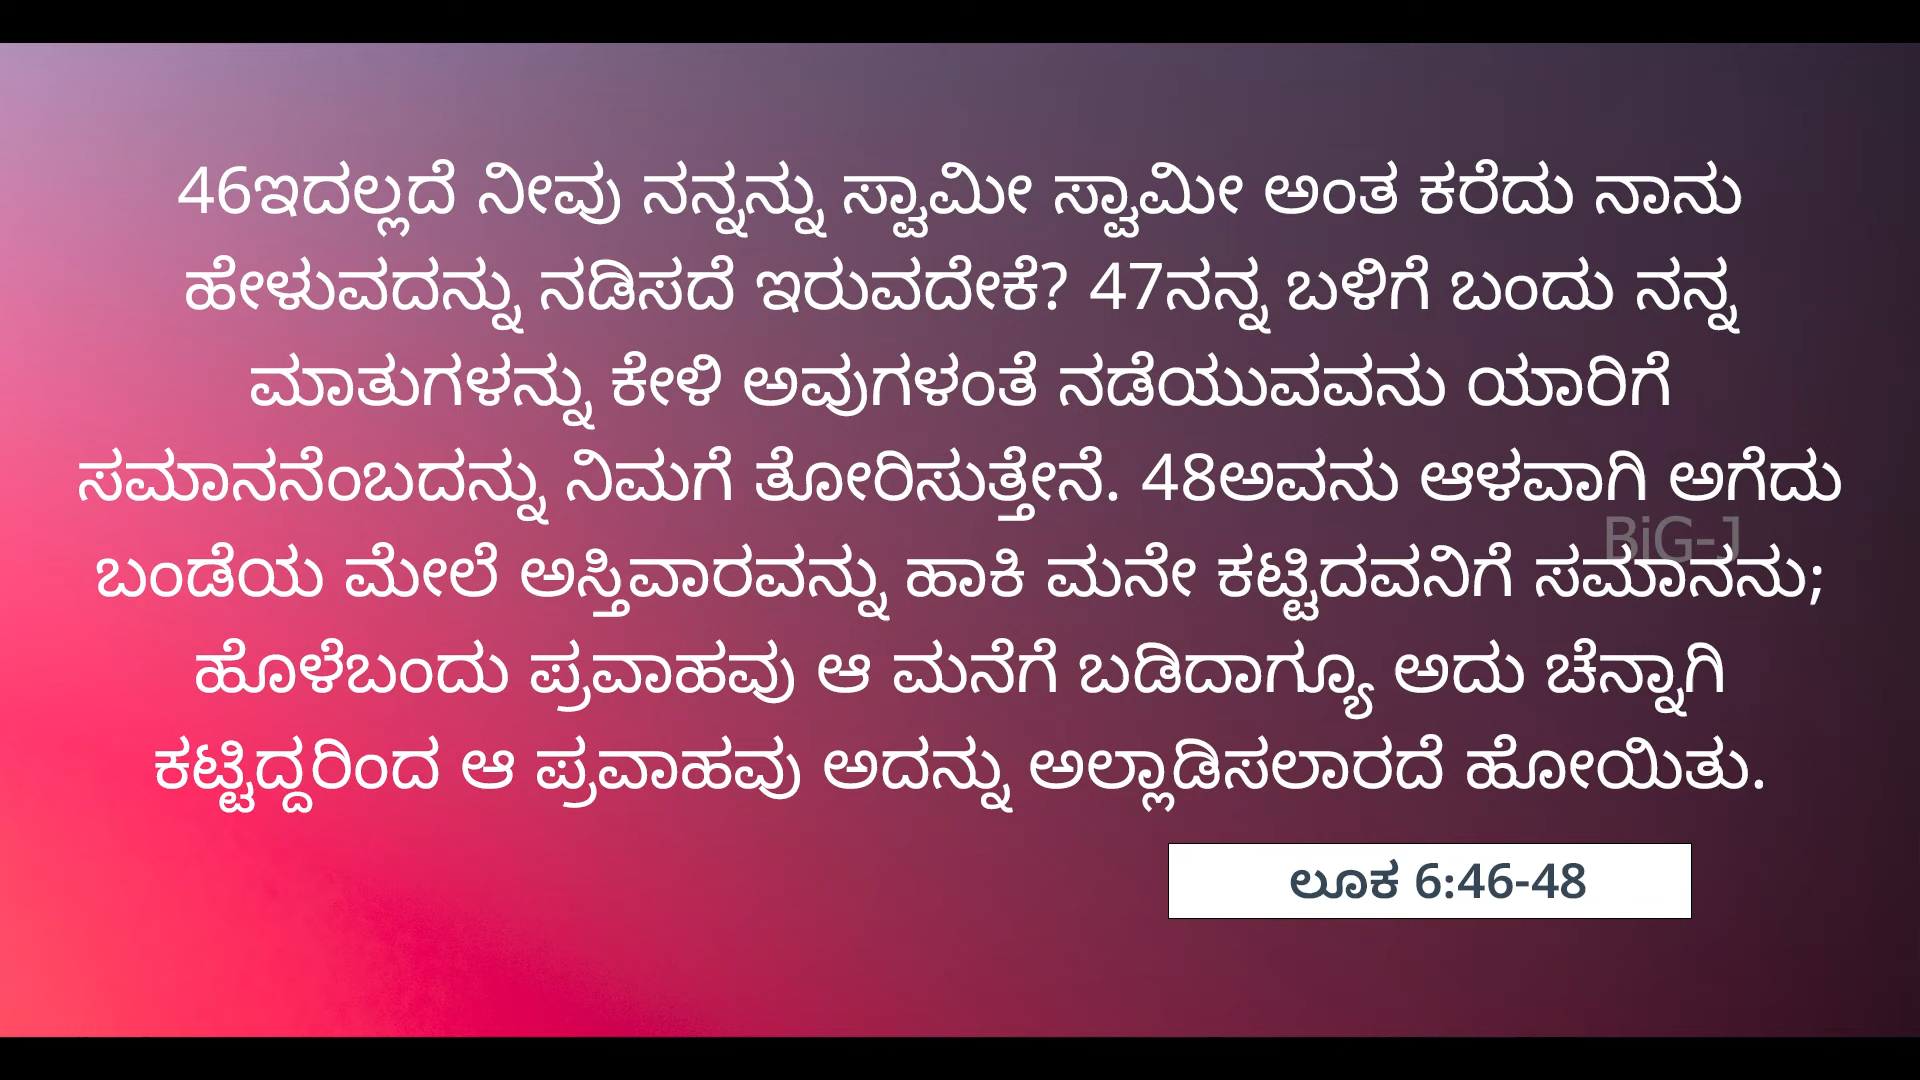 46ಇದಲ್ಲದೆ ನೀವು ನನ್ನನ್ನು ಸ್ವಾಮೀ ಸ್ವಾಮೀ ಅಂತ ಕರೆದು ನಾನು
ಹೇಳುವದನ್ನು ನಡಿಸದೆ ಇರುವದೇಕೆ? 47ನನ್ನ ಬಳಿಗೆ ಬಂದು ನನ್ನ
ಮಾತುಗಳನ್ನು ಕೇಳಿ ಅವುಗಳಂತೆ ನಡೆಯುವವನು ಯಾರಿಗೆ
ಸಮಾನನೆಂಬದನ್ನು ನಿಮಗೆ ತೋರಿಸುತ್ತೇನೆ. 48ಅವನು ಆಳವಾಗಿ ಅಗೆದು
BiG-J
ಬಂಡೆಯ ಮೇಲೆ ಅಸ್ತಿವಾರವನ್ನು ಹಾಕಿ ಮನೇ ಕಟ್ಟಿದವನಿಗೆ ಸಮಾನನು;
ಹೊಳೆಬಂದು ಪ್ರವಾಹವು ಆ ಮನೆಗೆ ಬಡಿದಾಗ್ಯೂ ಅದು ಚೆನ್ನಾಗಿ
ಕಟ್ಟಿದ್ದರಿಂದ ಆ ಪ್ರವಾಹವು ಅದನ್ನು ಅಲ್ಲಾಡಿಸಲಾರದೆ ಹೋಯಿತು.
ಲೂಕ 6:46-48